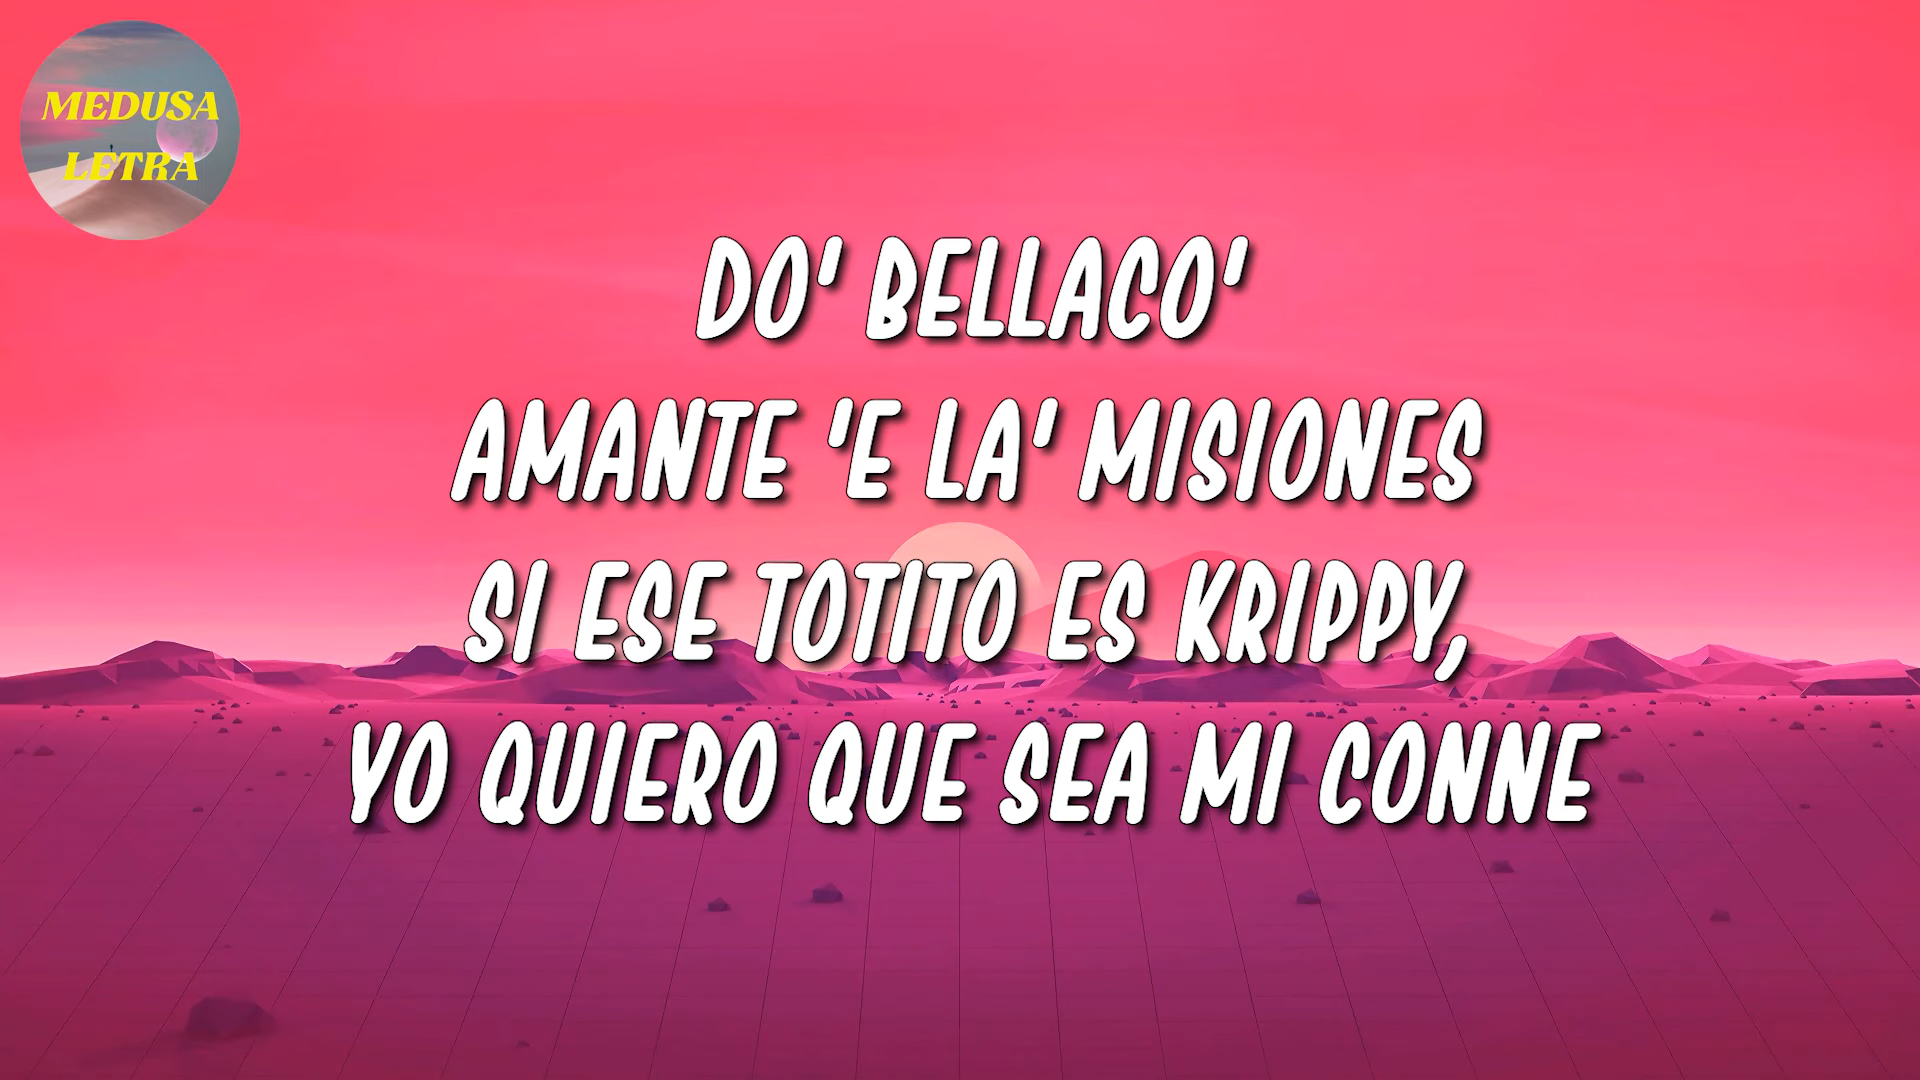 MEDUSA
LETRA
DO' BELLACO'
AMANTE 'E LA' MISIONES
SI ESE TOTITO ES KRIPPY,
YO QUIERO QUE SEA MI CONNE